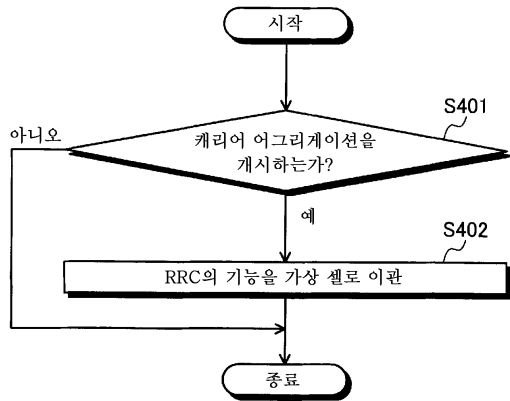 시작
S401
캐리어 어그리게이션을
개시하는가?
아니오
예
S402
RRC의 기능을 가상 셀로 이관
종료